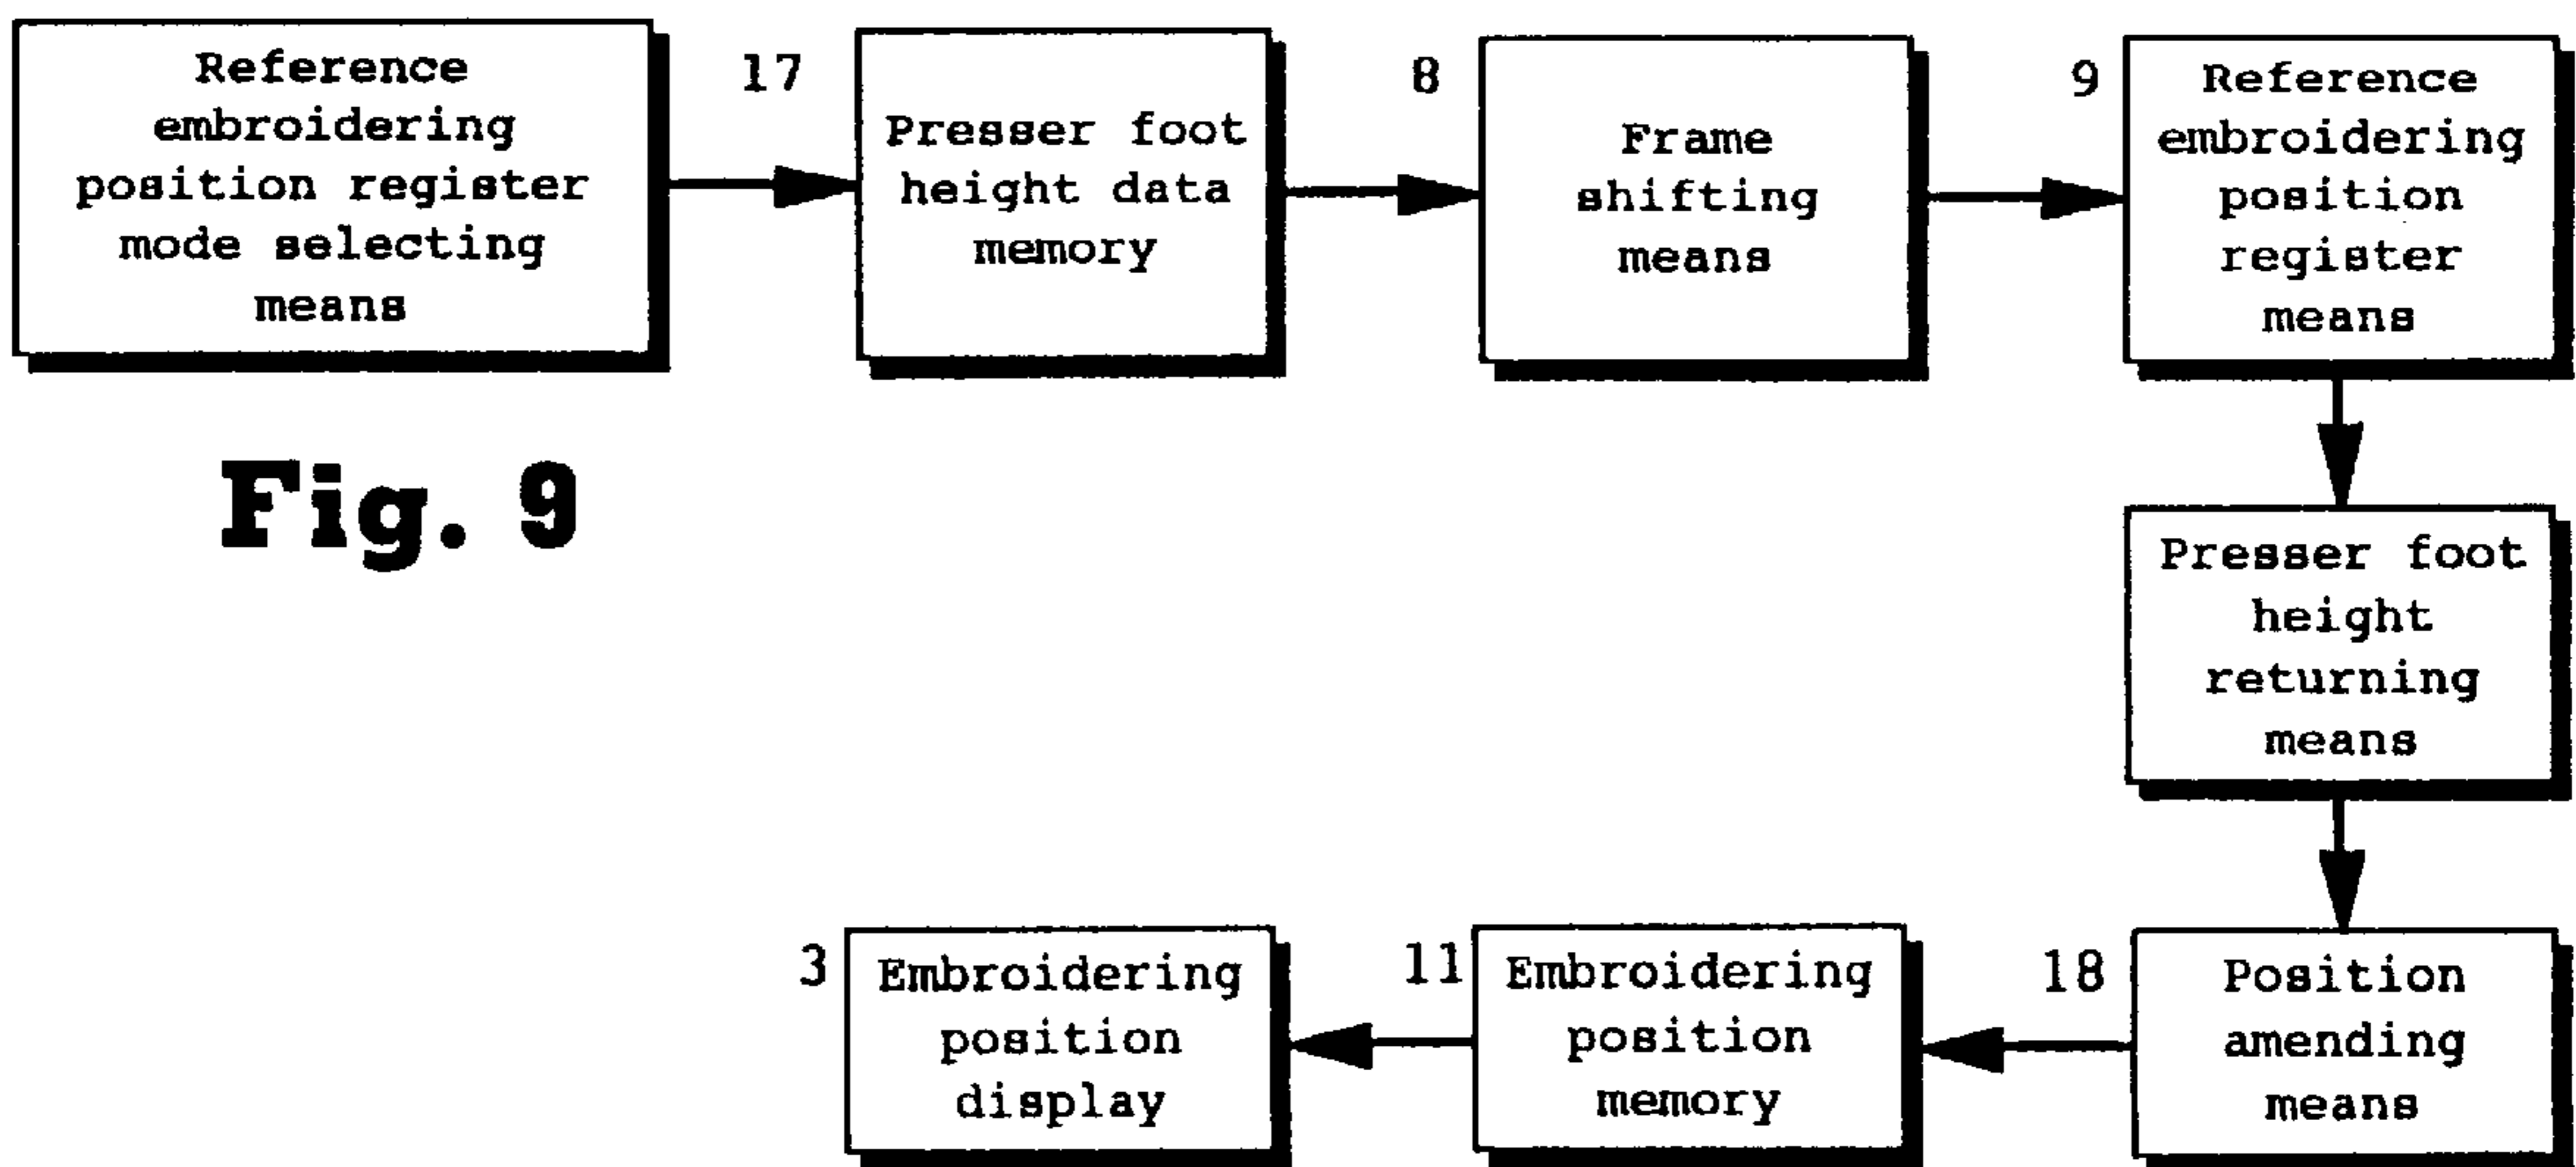 Reference
embroidering
position register
mode selecting
means
17
Presser foot
height data
memory
8
Frame
shifting
means
9
Reference
embroidering
position
register
means
Fig. 9
Presser foot
height
returning
means
3
Embroidering
position
display
11
Embroidering
position
memory
18
Position
amending
means